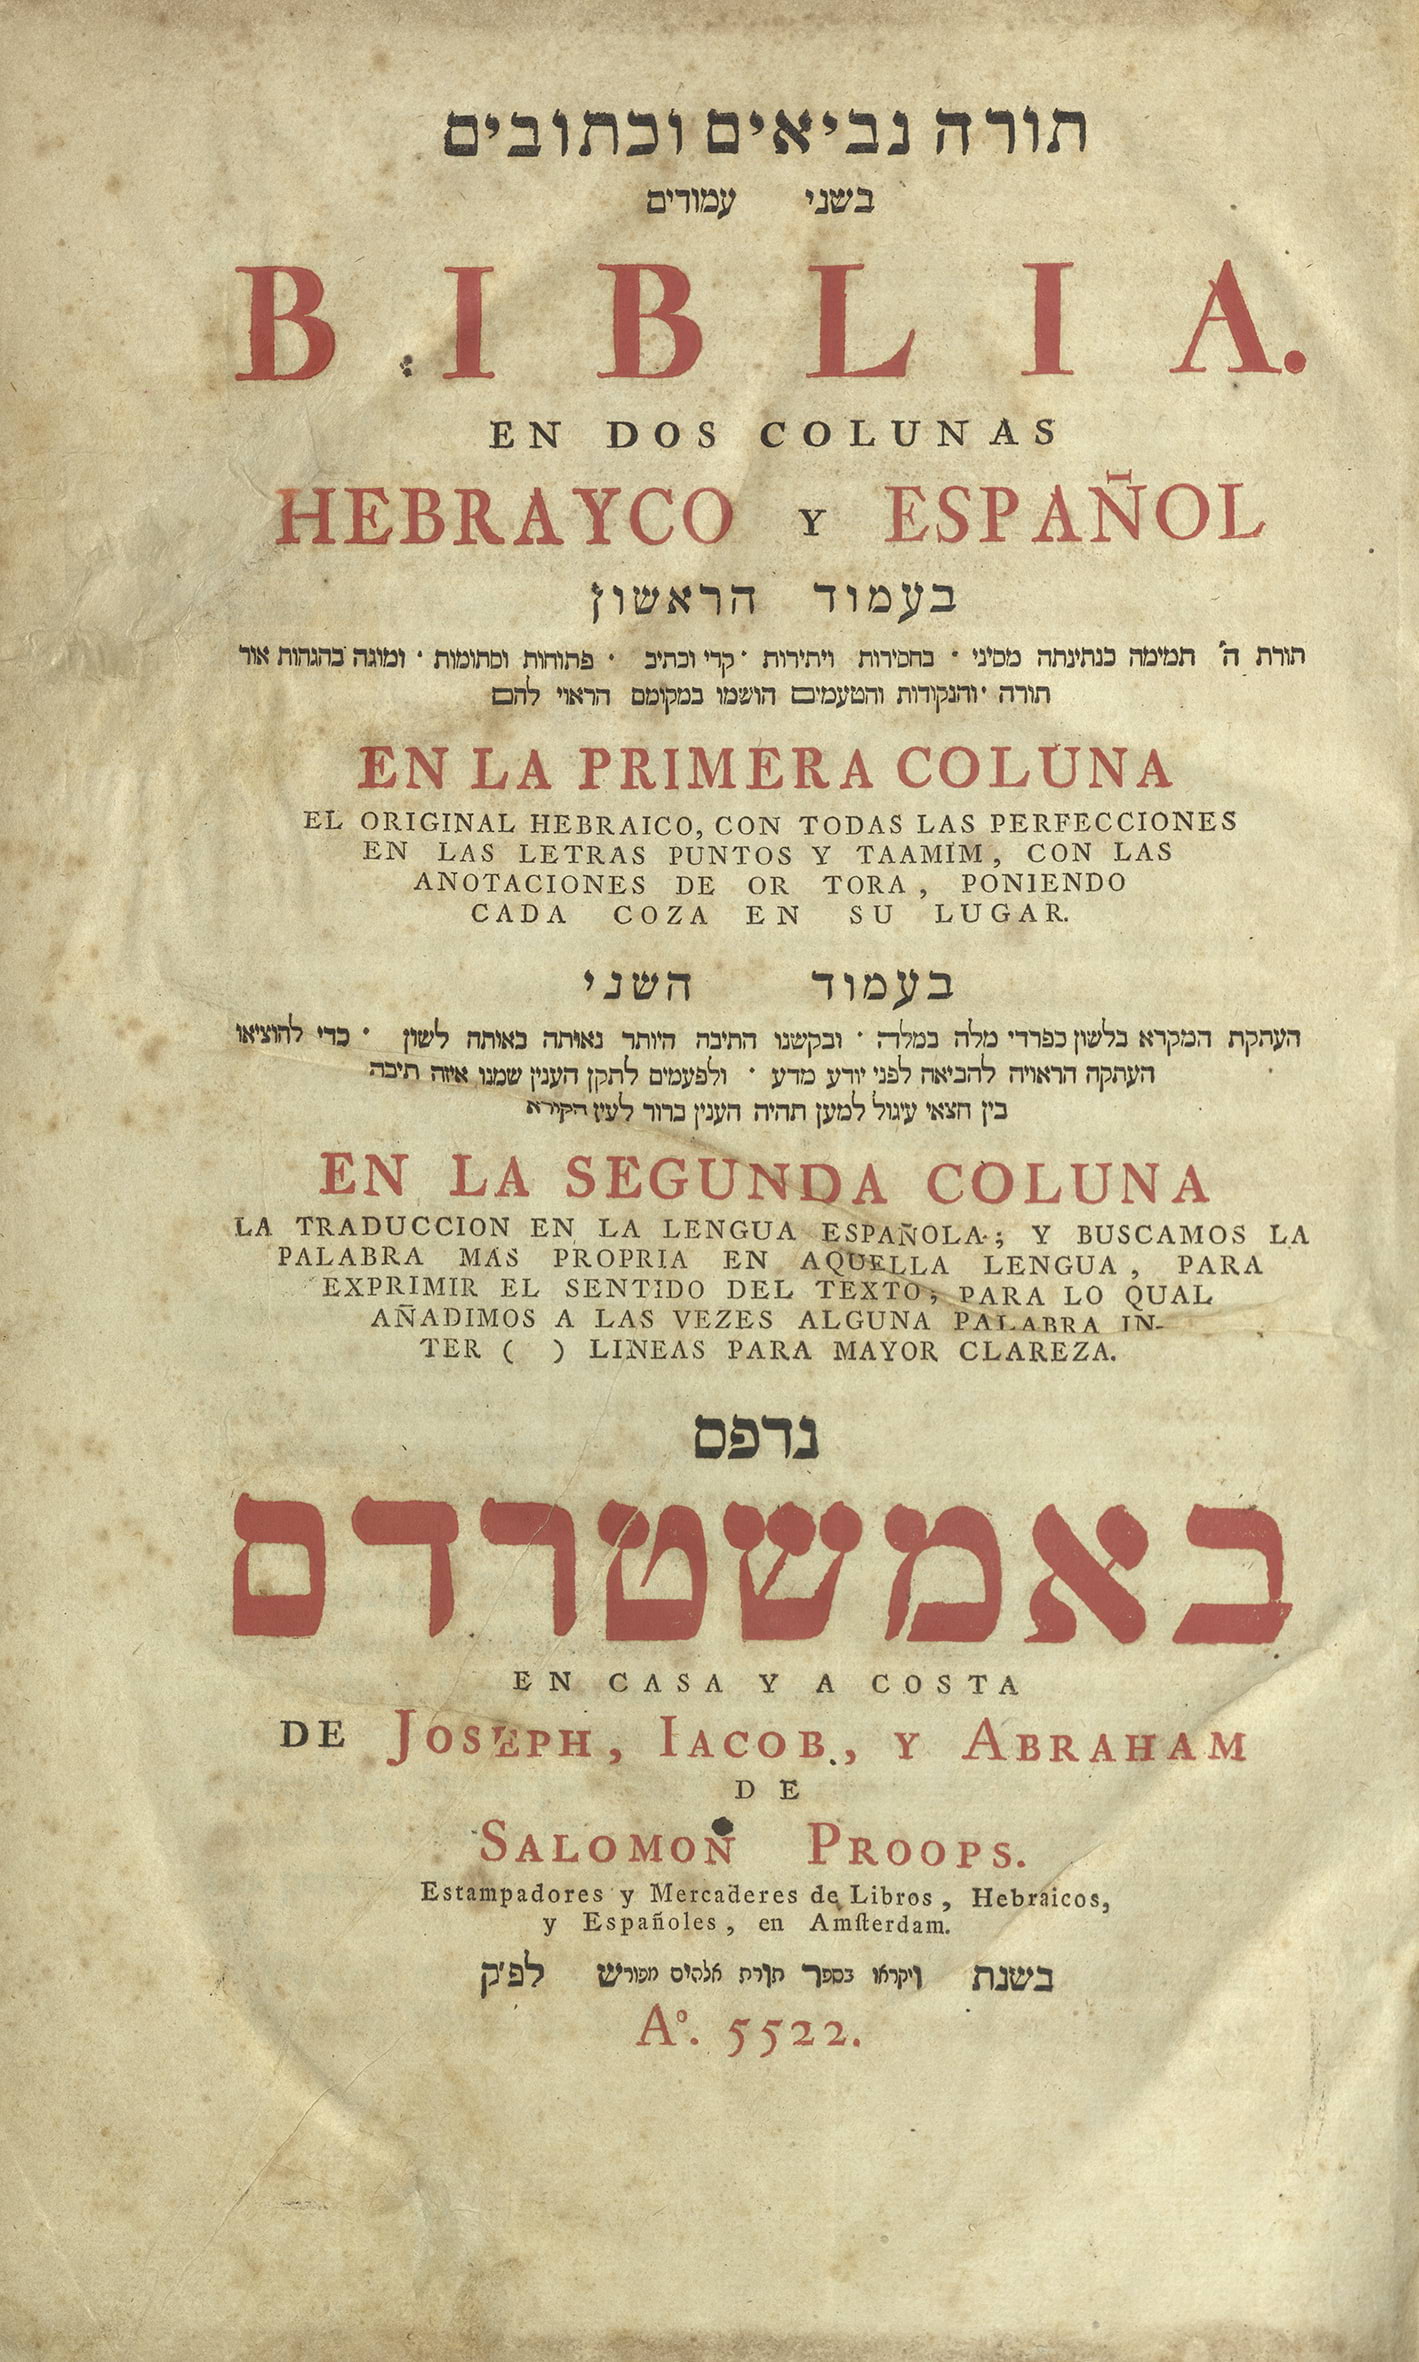 תורה נביאים וכתובים
בשני עמודים
BIBLIA.
EN DOS COLUNAS
HEBRAYCO Y ESPAÑOL
בעמוד הראשון
תורת ה' תמימה כנתינתה מסיני · בחסירות ויתירות · קרי וכתיב · פתוחות וסתומות · ומוגה בהגהות אור
תורה · והנקודות והטעמים הושמו במקומם הראוי להם
EN LA PRIMERA COLUNA
EL ORIGINAL HEBRAICO, CON TODAS LAS PERFECCIONES
EN LAS LETRAS PUNTOS Y TAAMIM, CON LAS
ANOTACIONES DE OR TORA, PONIENDO
CADA COZA EN SU LUGAR.
בעמוד השני
העתקת המקרא בלשון כפרדי מלה במלה · ובקשנו התיבה היותר נאותה באותה לשון · כדי להוציאו
העתקה הראויה להביאה לפני יודע מדע · ולפעמים לתקן הענין שמנו איזה תיבה
בין חצאי עיגול למען תהיה הענין ברור לעין הקורא
EN LA SEGUNDA COLUNA
LA TRADUCCION EN LA LENGUA ESPAÑOLA; Y BUSCAMOS LA
PALABRA MAS PROPRIA EN AQUELLA LENGUA, PARA
EXPRIMIR EL SENTIDO DEL TEXTO; PARA LO QUAL
AÑADIMOS A LAS VEZES ALGUNA PALABRA IN-
TER ( ) LINEAS PARA MAYOR CLAREZA.
נדפס
באמשטרדם
EN CASA Y A COSTA
DE JOSEPH, IACOB, Y ABRAHAM
DE
SALOMON PROOPS.
Estampadores y Mercaderes de Libros, Hebraicos,
y Españoles, en Amsterdam.
בשנת ויקראו בספר תורת אלהים מפורש לפ"ק
Aº. 5522.